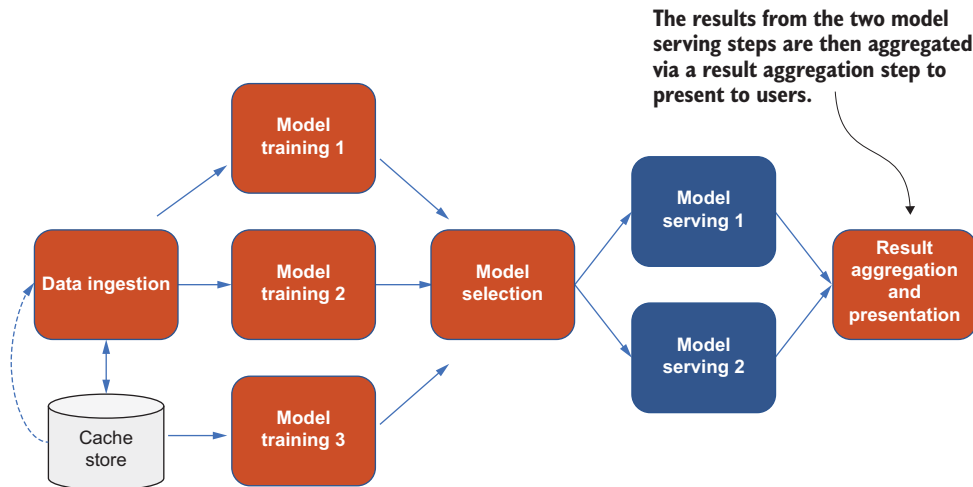 The results from the two model
serving steps are then aggregated
via a result aggregation step to
present to users.
Model
training 1
Model
serving 1
Data ingestion
Model
training 2
Model
selection
Result
aggregation
and
presentation
Model
serving 2
Cache
store
Model
training 3